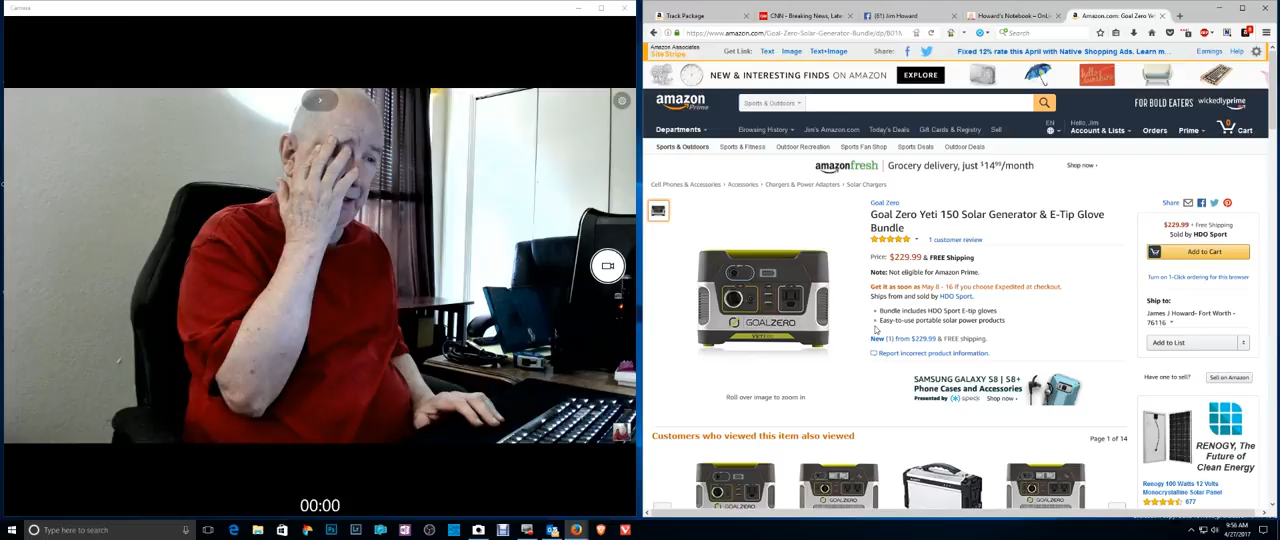 Camera
00:00
Track Package
CNN - Breaking News, Late
(61) Jim Howard
Howard's Notebook – OnLi
Amazon.com: Goal Zero Yeti
https://www.amazon.com/Goal-Zero-Solar-Generator-Bundle/dp/B01M
Search
Amazon Associates
Site Stripe
Get Link: Text Image Text+Image
Share:
Fixed 12% rate this April with Native Shopping Ads. Learn m...
Earnings Help
NEW & INTERESTING FINDS ON AMAZON
EXPLORE
amazon
Prime
Sports & Outdoors
FOR BOLD EATERS wickedlyprime
Departments
Browsing History Jim's Amazon.com Today's Deals Gift Cards & Registry Sell
EN
Hello, Jim
Account & Lists Orders Prime
0
Cart
Sports & Outdoors Sports & Fitness Outdoor Recreation Sports Fan Shop Sports Deals Outdoor Deals
amazonfresh Grocery delivery, just $14.99/month
Shop now ›
Cell Phones & Accessories › Accessories › Chargers & Power Adapters › Solar Chargers
Goal Zero
Goal Zero Yeti 150 Solar Generator & E-Tip Glove
Bundle
1 customer review
Price: $229.99 & FREE Shipping
Note: Not eligible for Amazon Prime.
Get it as soon as May 8 - 16 if you choose Expedited at checkout.
Ships from and sold by HDO Sport.
Bundle includes HDO Sport E-tip gloves
Easy-to-use portable solar power products
New (1) from $229.99 & FREE shipping.
Report incorrect product information.
GOALZERO
YETI 150
Roll over image to zoom in
SAMSUNG GALAXY S8 | S8+
Phone Cases and Accessories
Presented by speck Shop now ›
Share
$229.99 + Free Shipping
Sold by HDO Sport
Add to Cart
Turn on 1-Click ordering for this browser
Ship to:
James J Howard- Fort Worth -
76116
Add to List
Have one to sell?
Sell on Amazon
RENOGY, The
Future of
Clean Energy
Renogy 100 Watts 12 Volts
Monocrystalline Solar Panel
677
Customers who viewed this item also viewed
Page 1 of 14
Type here to search
9:56 AM
4/27/2017